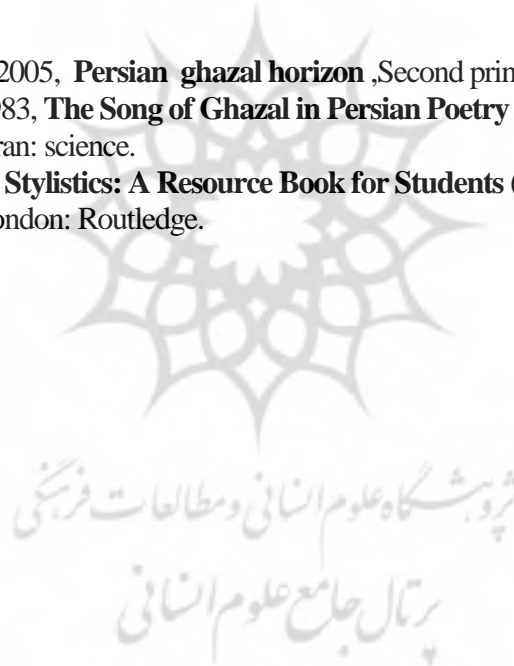 2005, Persian ghazal horizon ,Second prin
983, The Song of Ghazal in Persian Poetry
ran: science.
Stylistics: A Resource Book for Students (
ondon: Routledge.
پژوهشگاه علوم انسانی و مطالعات فرهنگی
پرتال جامع علوم انسانی